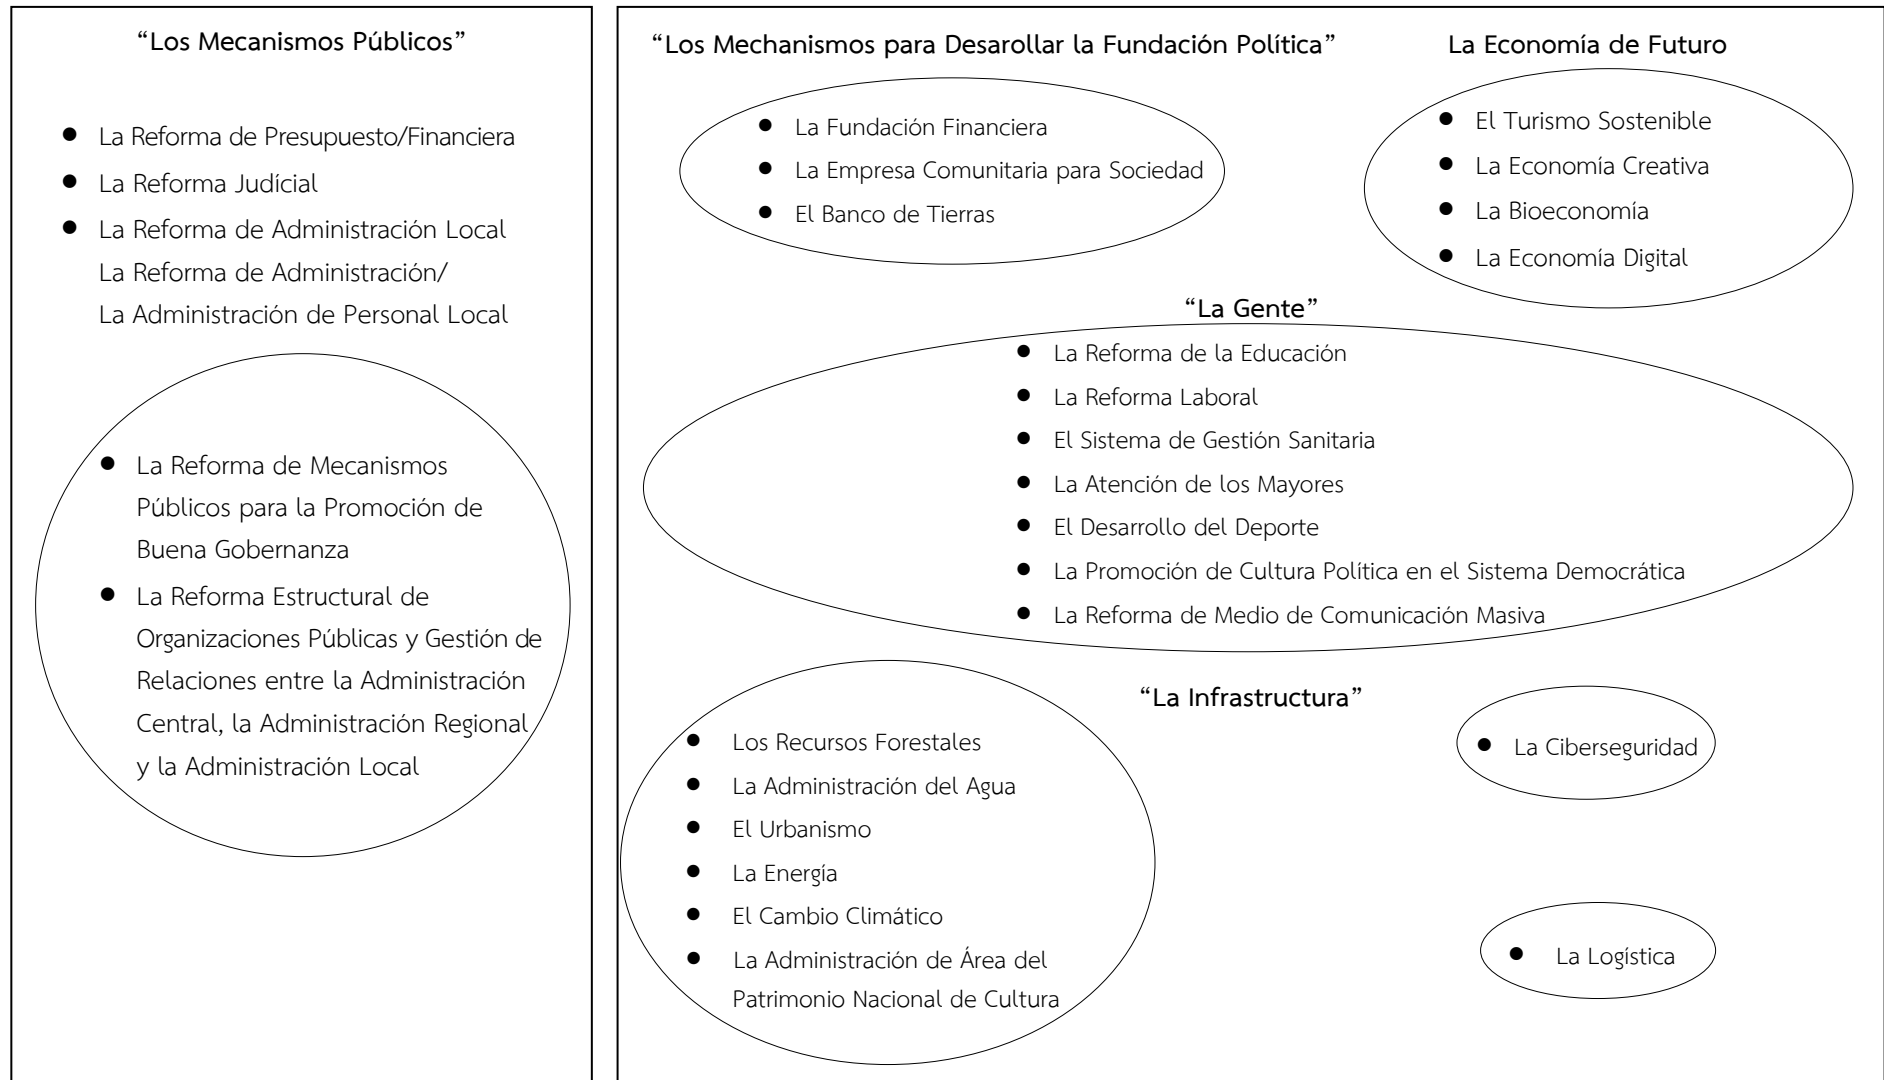 “Los Mecanismos Públicos”
● La Reforma de Presupuesto/Financiera
● La Reforma Judícial
● La Reforma de Administración Local
La Reforma de Administración/
La Administración de Personal Local
● La Reforma de Mecanismos
Públicos para la Promoción de
Buena Gobernanza
● La Reforma Estructural de
Organizaciones Públicas y Gestión de
Relaciones entre la Administración
Central, la Administración Regional
y la Administración Local
“Los Mechanismos para Desarollar la Fundación Política”
● La Fundación Financiera
● La Empresa Comunitaria para Sociedad
● El Banco de Tierras
La Economía de Futuro
● El Turismo Sostenible
● La Economía Creativa
● La Bioeconomía
● La Economía Digital
“La Gente”
● La Reforma de la Educación
● La Reforma Laboral
● El Sistema de Gestión Sanitaria
● La Atención de los Mayores
● El Desarrollo del Deporte
● La Promoción de Cultura Política en el Sistema Democrática
● La Reforma de Medio de Comunicación Masiva
“La Infrastructura”
● Los Recursos Forestales
● La Administración del Agua
● El Urbanismo
● La Energía
● El Cambio Climático
● La Administración de Área del
Patrimonio Nacional de Cultura
● La Ciberseguridad
● La Logística